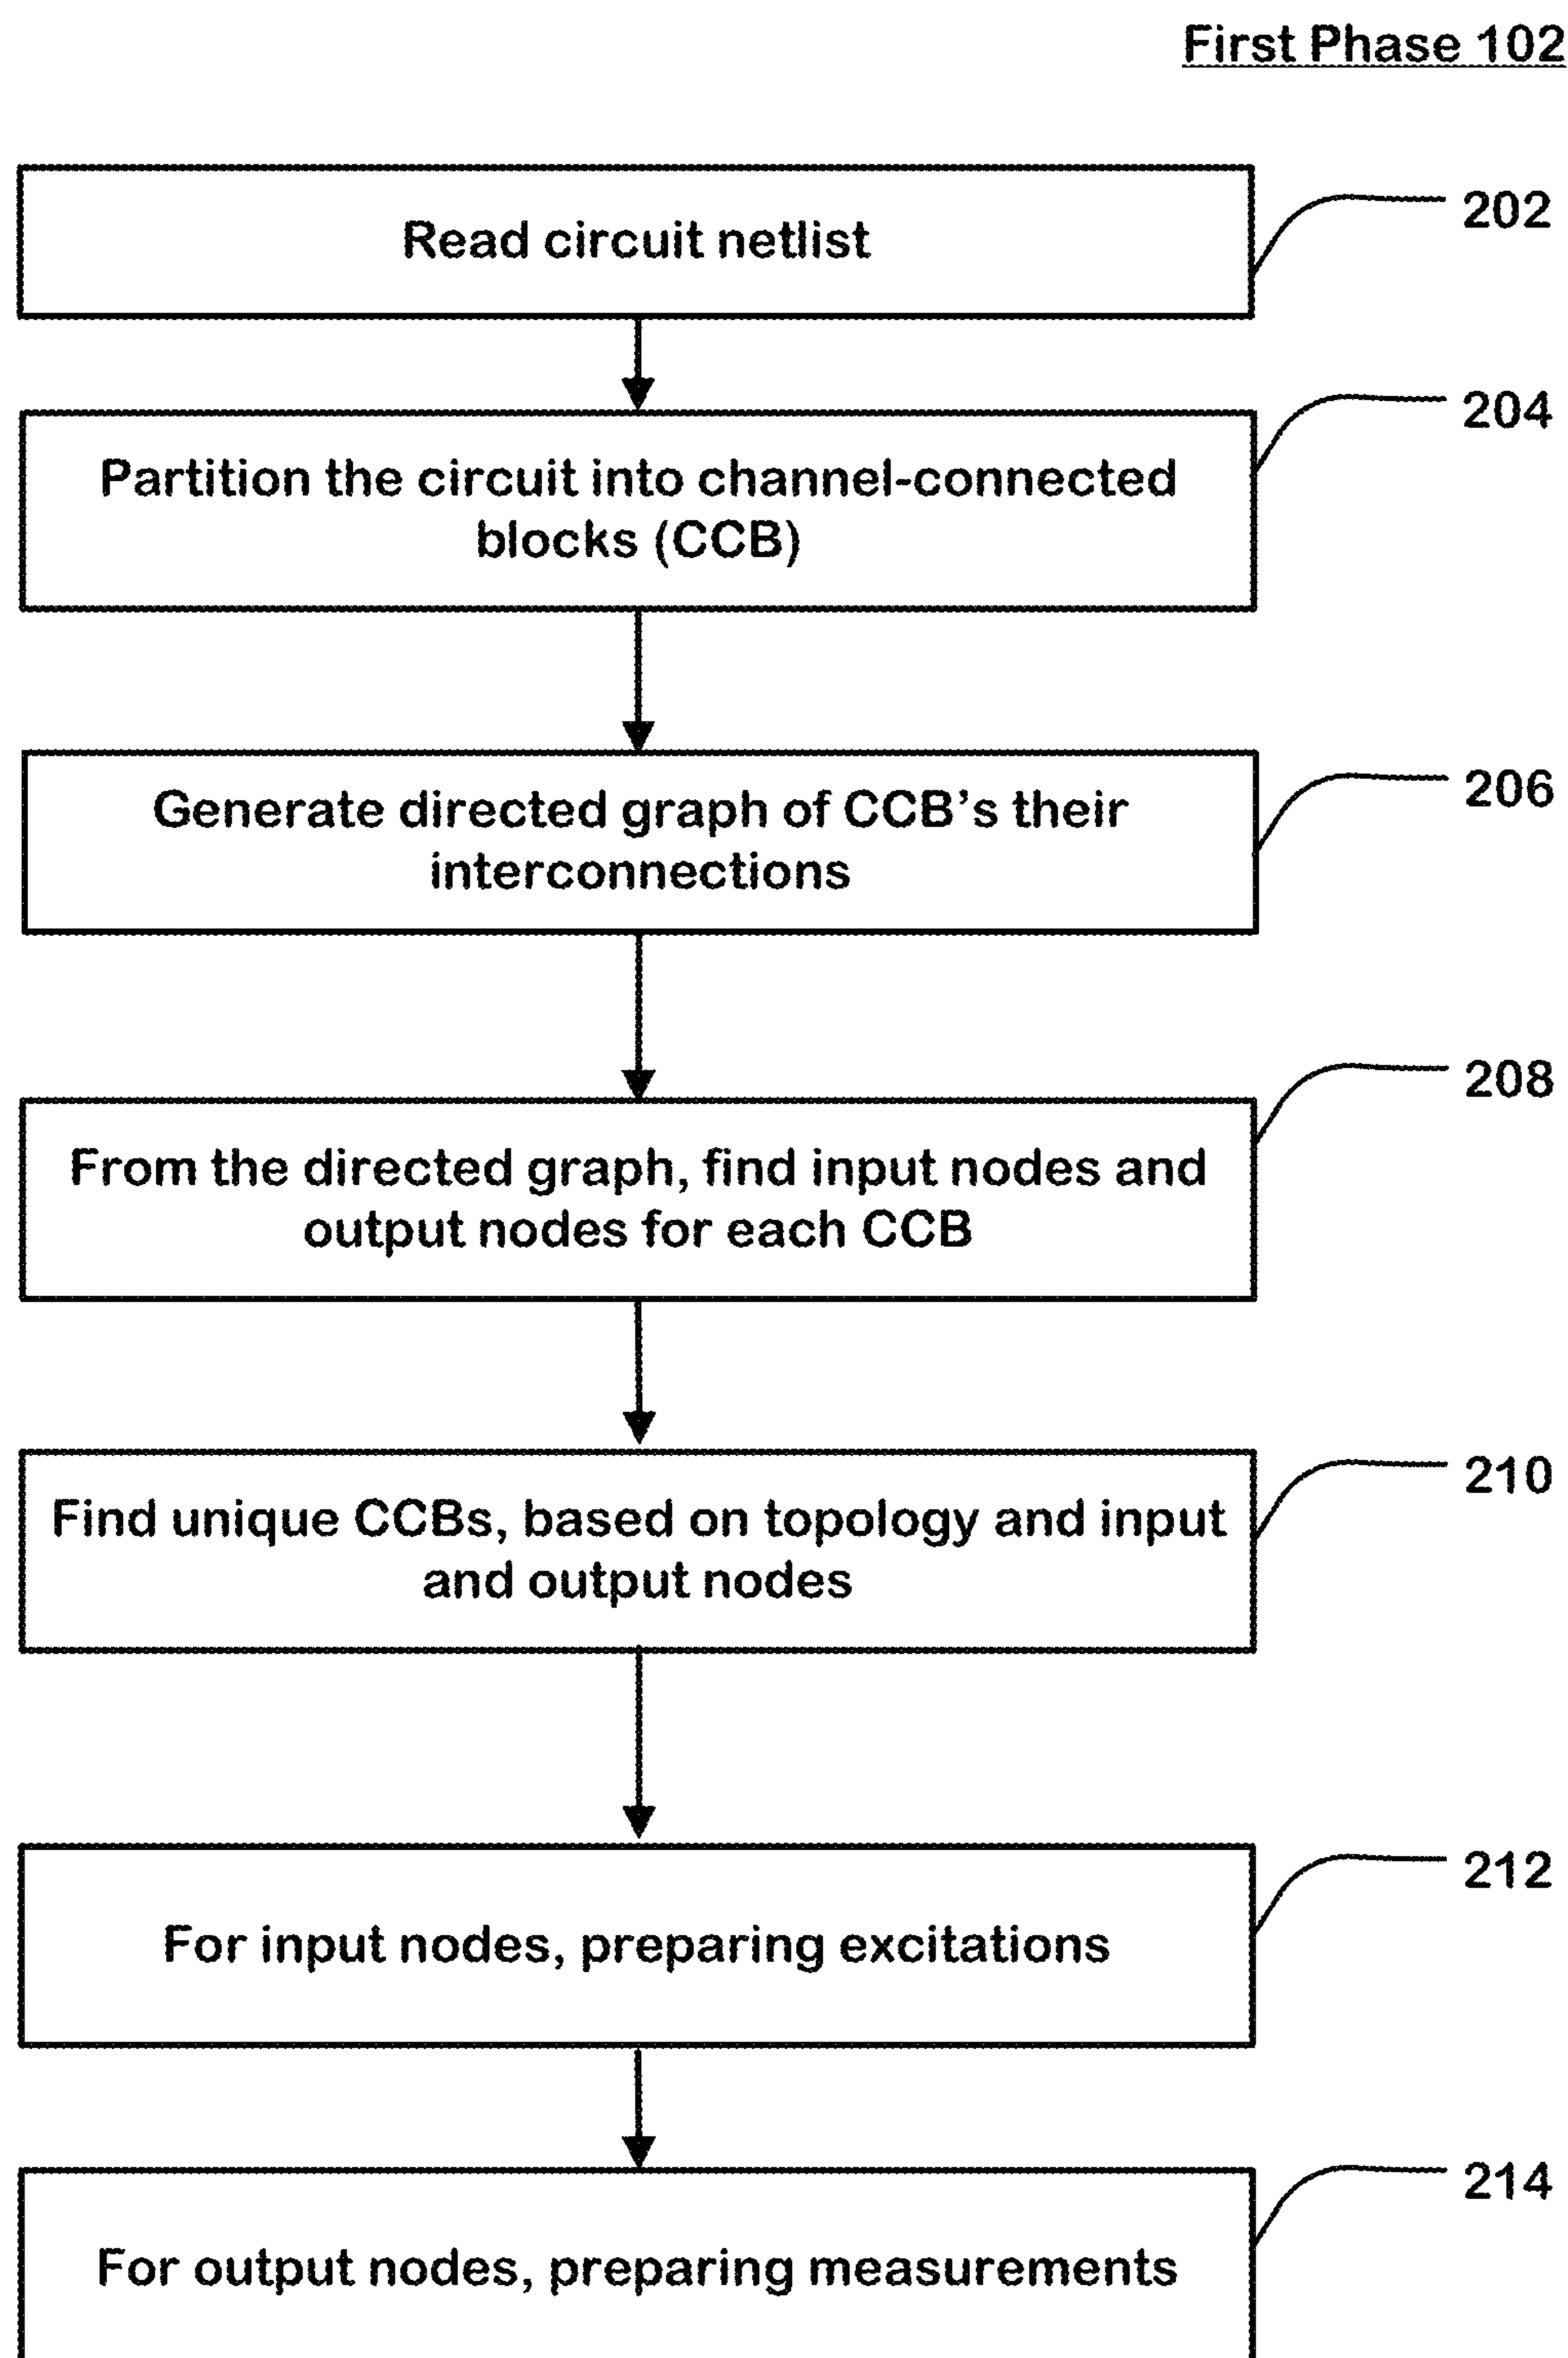 First Phase 102
Read circuit netlist
202
Partition the circuit into channel-connected
blocks (CCB)
204
Generate directed graph of CCB's their
interconnections
206
From the directed graph, find input nodes and
output nodes for each CCB
208
Find unique CCBs, based on topology and input
and output nodes
210
For input nodes, preparing excitations
212
For output nodes, preparing measurements
214